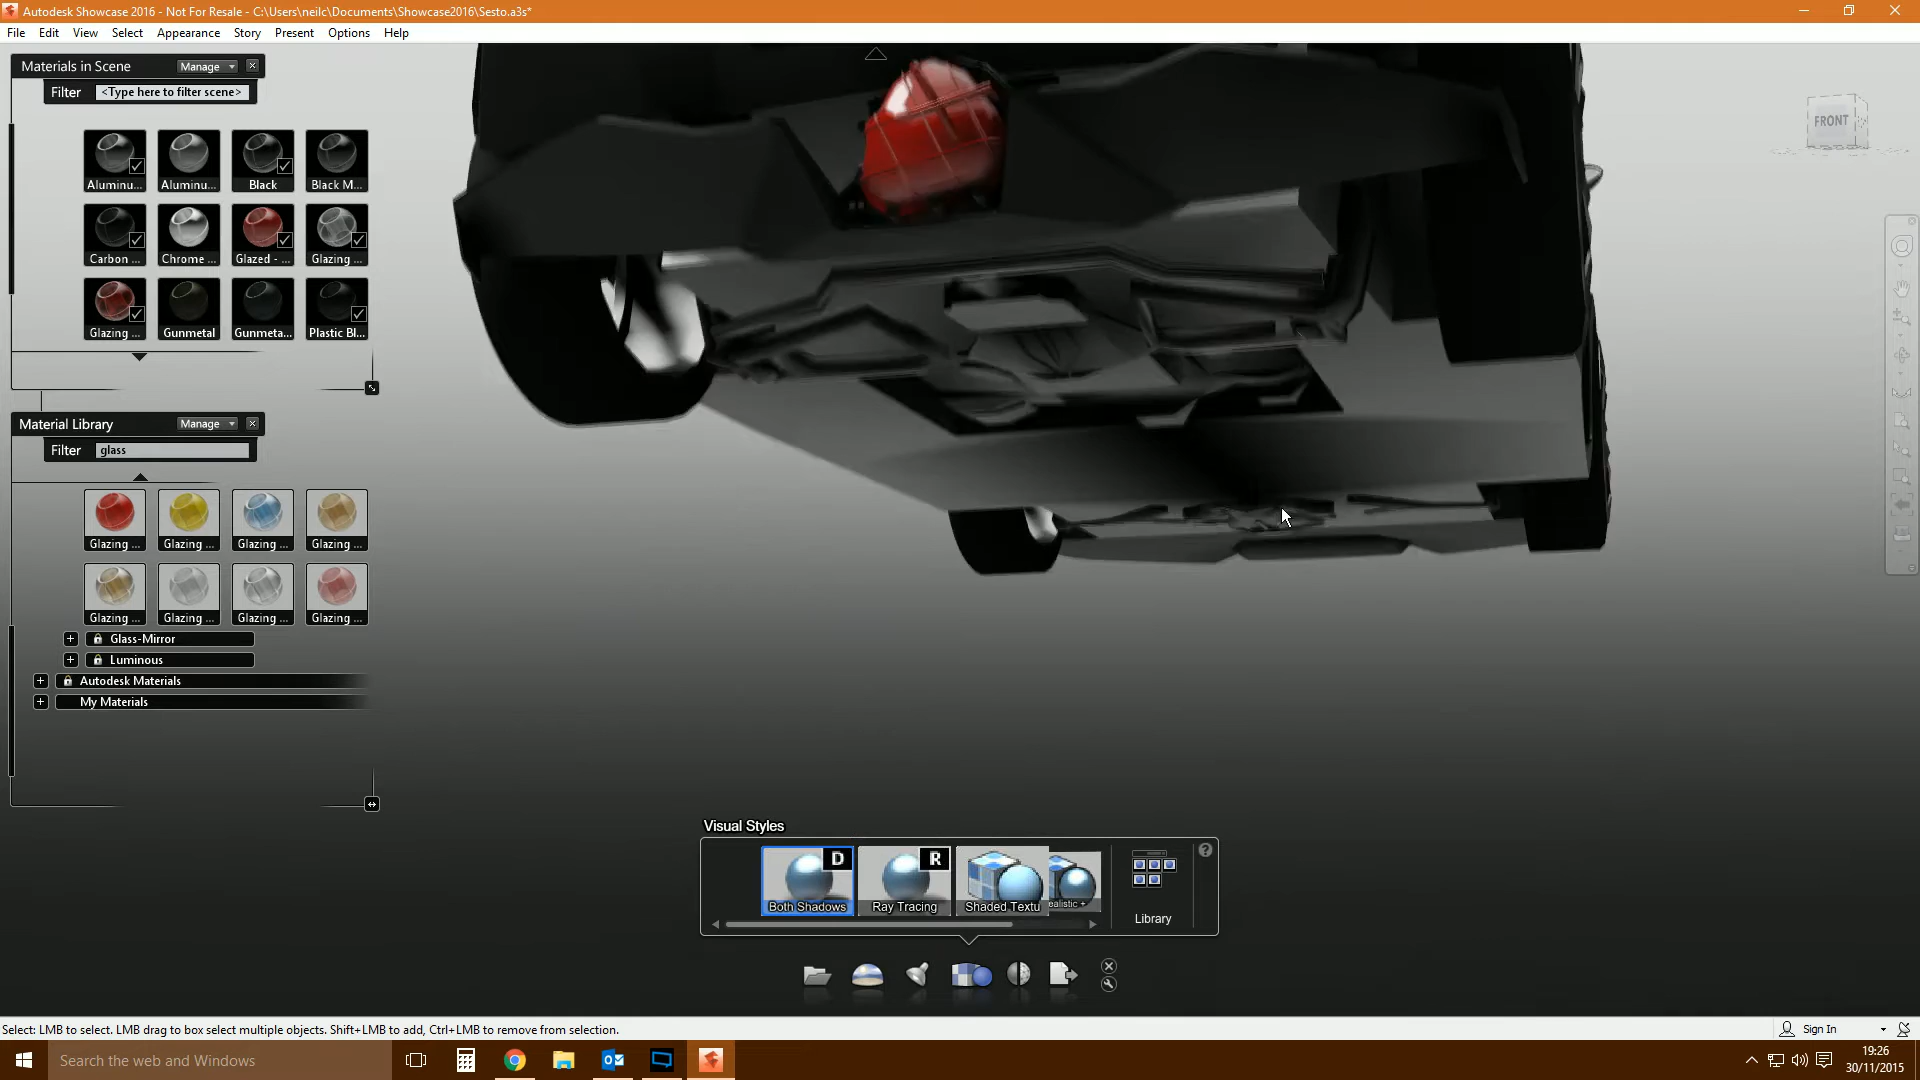 Autodesk Showcase 2016 - Not For Resale - C:\Users\neilc\Documents\Showcase2016\Sesto.a3s*
File Edit View Select Appearance Story Present Options Help
Materials in Scene Manage
Filter <Type here to filter scene>
Aluminu... Aluminu... Black Black M...
Carbon ... Chrome ... Glazed - ... Glazing ...
Glazing ... Gunmetal Gunmeta... Plastic Bl...
Material Library Manage
Filter glass
Glazing ... Glazing ... Glazing ... Glazing ...
Glazing ... Glazing ... Glazing ... Glazing ...
Glass-Mirror
Luminous
Autodesk Materials
My Materials
FRONT
Visual Styles
D R
Both Shadows Ray Tracing Shaded Textu ealistic +
Library
Select: LMB to select. LMB drag to box select multiple objects. Shift+LMB to add, Ctrl+LMB to remove from selection.
Sign In
Search the web and Windows
19:26
30/11/2015